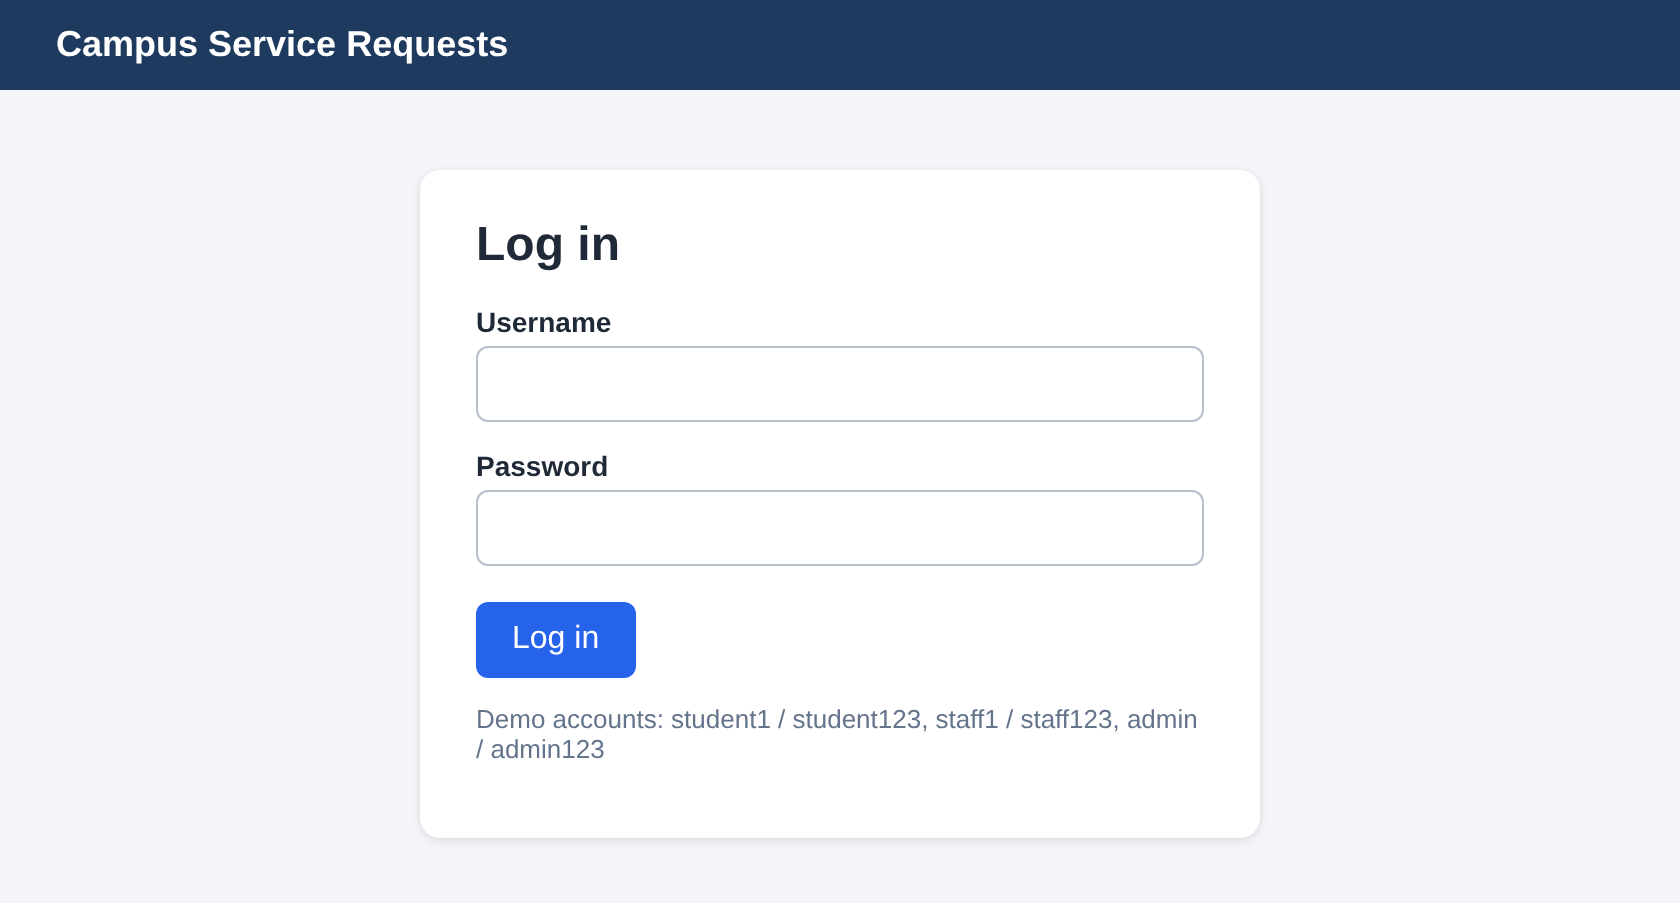 Campus Service Requests
Log in
Username
Password
Log in
Demo accounts: student1 / student123, staff1 / staff123, admin
/ admin123